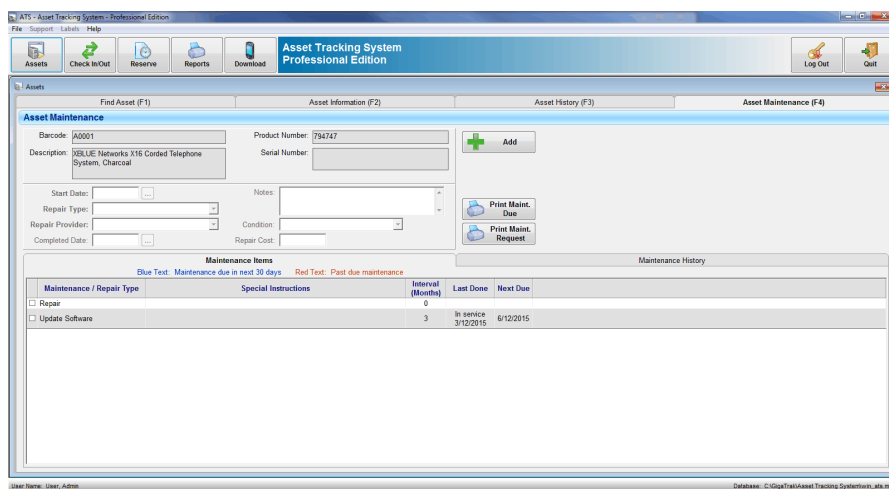 ATS - Asset Tracking System - Professional Edition
File Support Labels Help
Assets Check In/Out Reserve Reports Download Log Out Quit
Asset Tracking System
Professional Edition
Assets
Find Asset (F1) Asset Information (F2) Asset History (F3) Asset Maintenance (F4)
Asset Maintenance
Barcode: A0001 Product Number: 794747
Description: XBLUE Networks X16 Corded Telephone
System, Charcoal
Serial Number:
Add
Start Date: ... Notes:
Repair Type:
Repair Provider: Condition:
Completed Date: ... Repair Cost:
Print Maint.
Due
Print Maint.
Request
Maintenance Items Maintenance History
Blue Text: Maintenance due in next 30 days Red Text: Past due maintenance
Maintenance / Repair Type Special Instructions Interval
(Months) Last Done Next Due
Repair 0
Update Software 3 In service
3/12/2015 6/12/2015
User Name: User, Admin Database: C:\GigaTrak\Asset Tracking System\win_ats.m